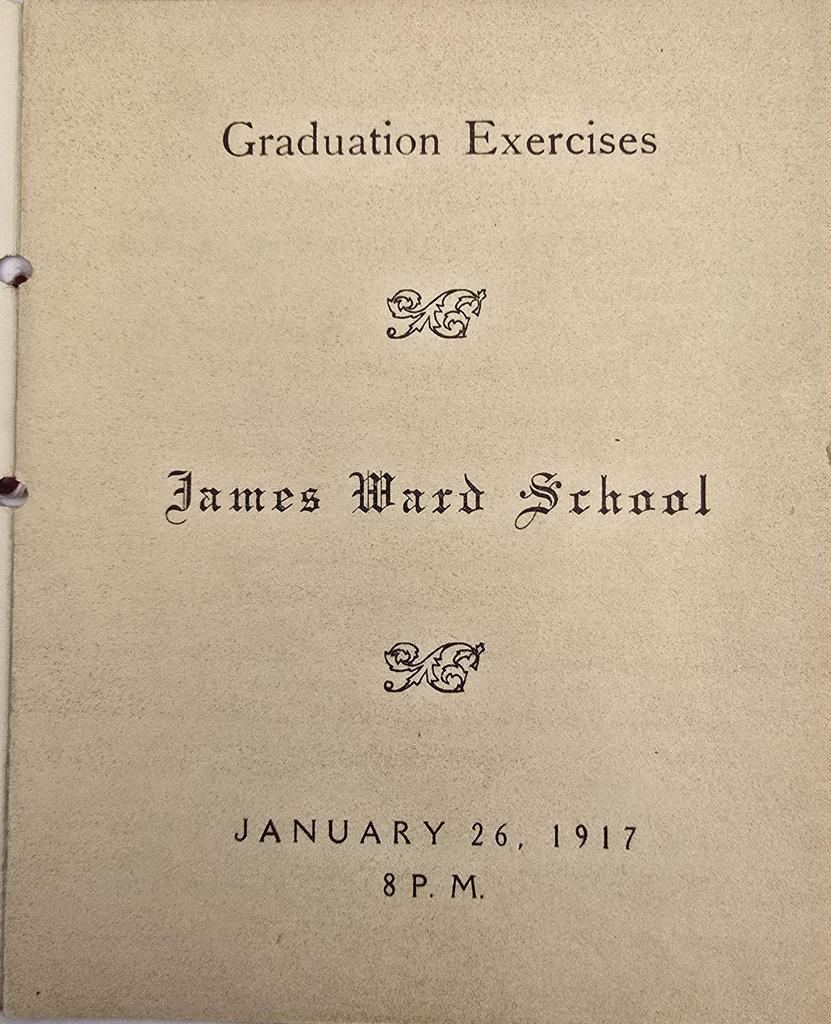 Graduation Exercises
James Ward School
JANUARY 26, 1917
8 P. M.